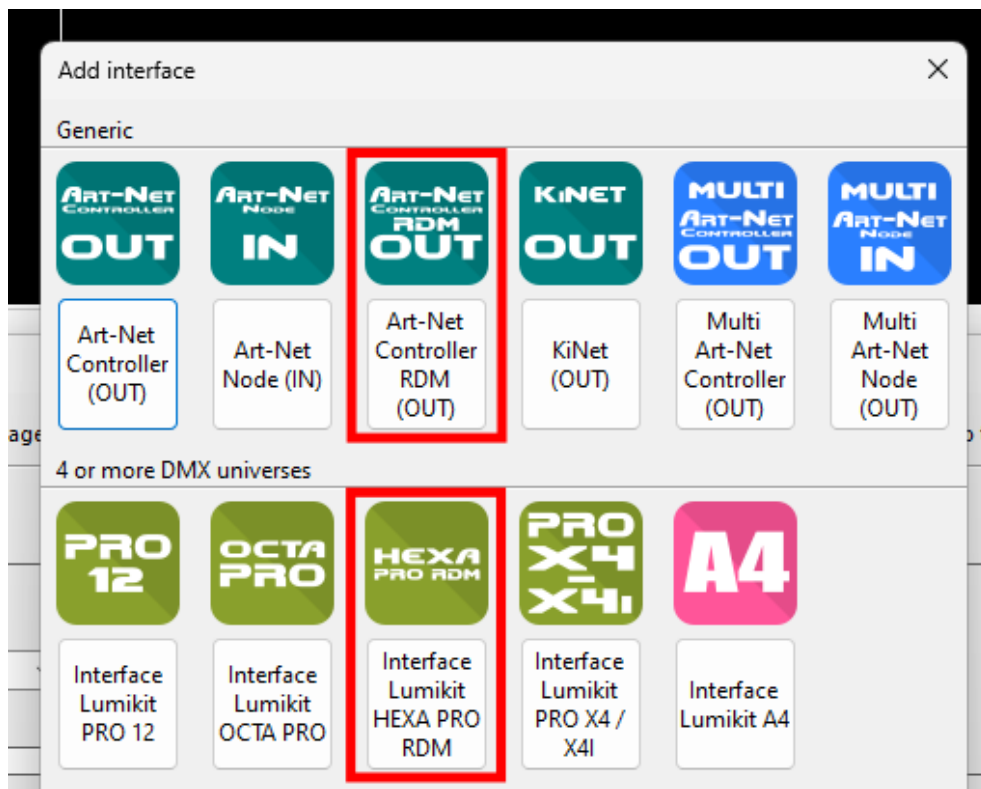 Add interface
Generic
ART-NET
CONTROLLER
OUT
ART-NET
NODE
IN
ART-NET
CONTROLLER
RDM
OUT
KiNET
OUT
MULTI
ART-NET
CONTROLLER
OUT
MULTI
ART-NET
NODE
IN
Art-Net
Controller
(OUT)
Art-Net
Node (IN)
Art-Net
Controller
RDM
(OUT)
KiNet
(OUT)
Multi
Art-Net
Controller
(OUT)
Multi
Art-Net
Node
(OUT)
age
4 or more DMX universes
PRO
12
OCTA
PRO
HEXA
PRO RDM
PRO
X4
-
X4i
A4
Interface
Lumikit
PRO 12
Interface
Lumikit
OCTA PRO
Interface
Lumikit
HEXA PRO
RDM
Interface
Lumikit
PRO X4 /
X4I
Interface
Lumikit A4